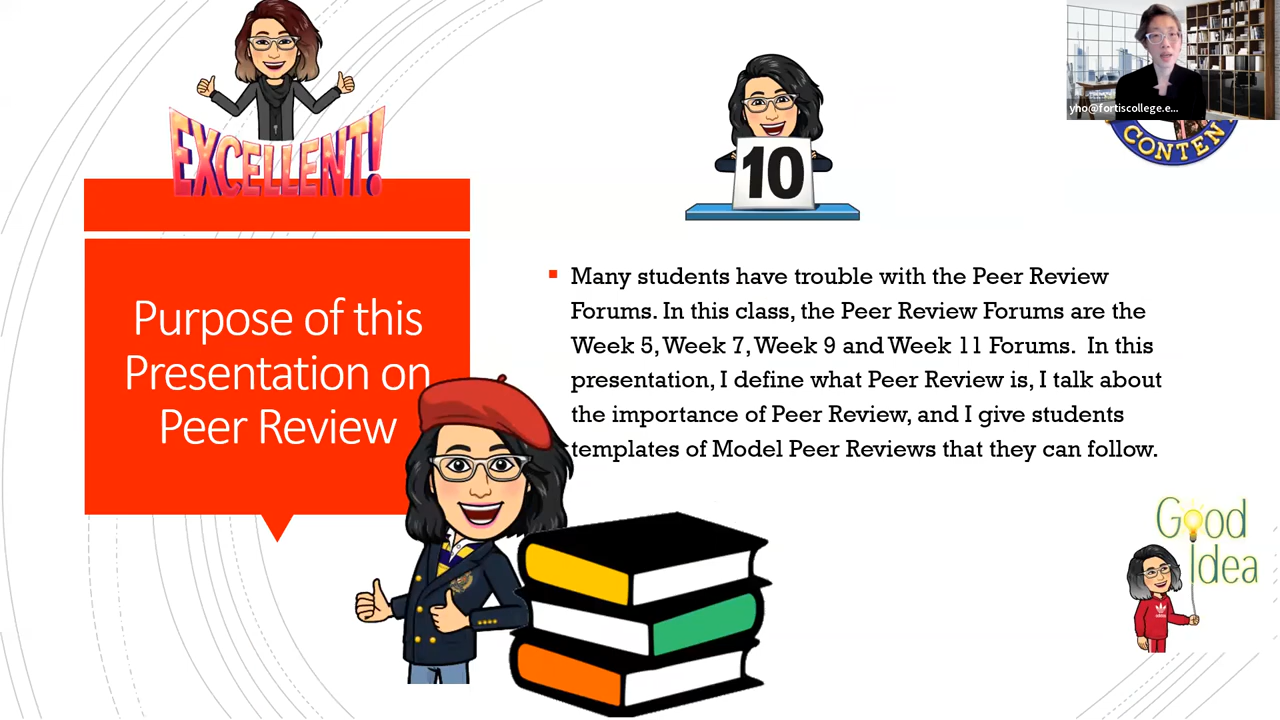 EXCELLENT!
10
yho@fortiscollege.e...
CONTEN
Purpose of this
Presentation on
Peer Review
Many students have trouble with the Peer Review
Forums. In this class, the Peer Review Forums are the
Week 5, Week 7, Week 9 and Week 11 Forums. In this
presentation, I define what Peer Review is, I talk about
the importance of Peer Review, and I give students
templates of Model Peer Reviews that they can follow.
Good
Idea